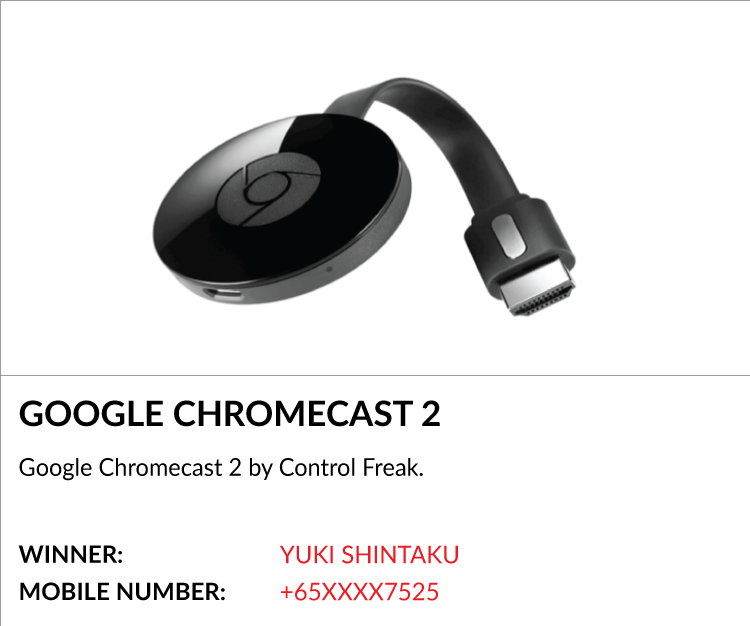 GOOGLE CHROMECAST 2
Google Chromecast 2 by Control Freak.
WINNER: YUKI SHINTAKU
MOBILE NUMBER: +65XXXX7525